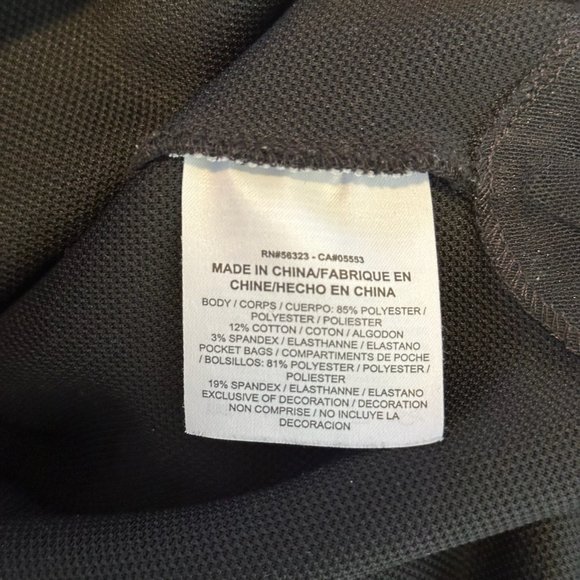 RN#56323 - CA#05553
MADE IN CHINA/FABRIQUE EN
CHINE/HECHO EN CHINA
BODY / CORPS / CUERPO: 85% POLYESTER /
POLYESTER / POLIESTER
12% COTTON / COTON / ALGODON
3% SPANDEX / ELASTHANNE / ELASTANO
POCKET BAGS / COMPARTIMENTS DE POCHE
/ BOLSILLOS: 81% POLYESTER / POLYESTER /
POLIESTER
19% SPANDEX / ELASTHANNE / ELASTANO
EXCLUSIVE OF DECORATION / DECORATION
NON COMPRISE / NO INCLUYE LA
DECORACION